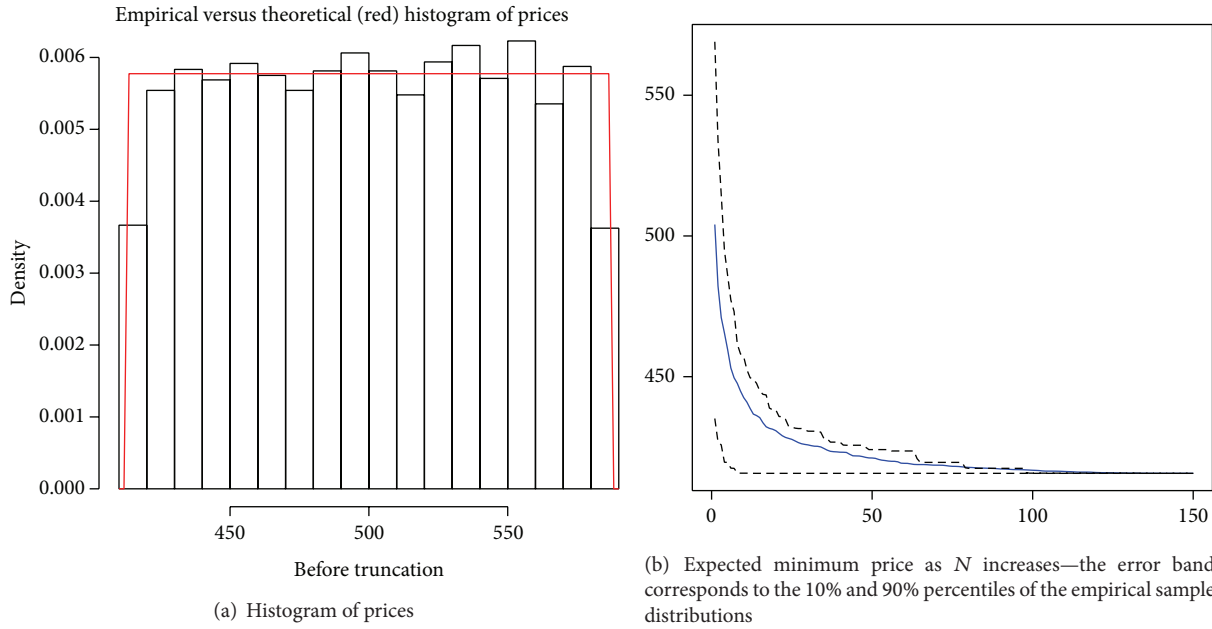 Empirical versus theoretical (red) histogram of prices
0.006
0.005
0.004
0.003
0.002
0.001
0.000
Density
450
500
550
Before truncation
(a) Histogram of prices
550
500
450
0
50
100
150
(b) Expected minimum price as N increases—the error band
corresponds to the 10% and 90% percentiles of the empirical sample
distributions